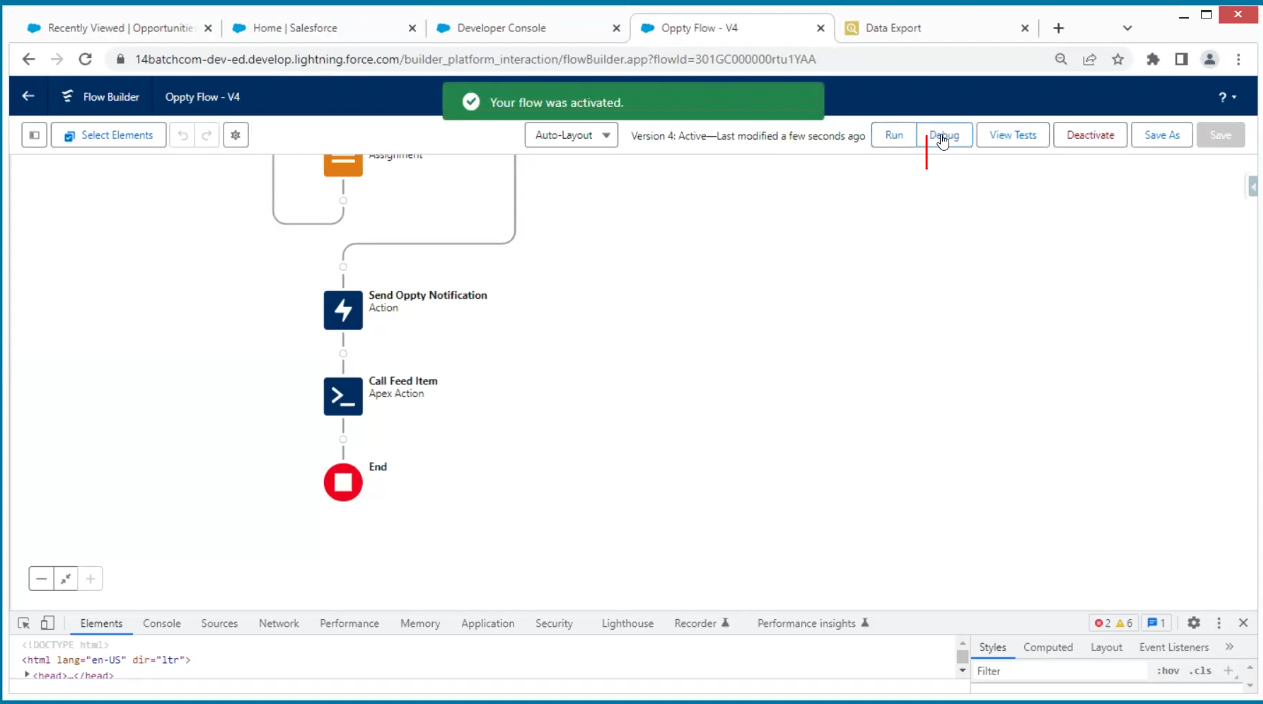 Recently Viewed | Opportunitie
Home | Salesforce
Developer Console
Oppty Flow - V4
Data Export
14batchcom-dev-ed.develop.lightning.force.com/builder_platform_interaction/flowBuilder.app?flowId=301GC000000rtu1YAA
Flow Builder
Oppty Flow - V4
Your flow was activated.
?
Select Elements
Auto-Layout
Version 4: Active—Last modified a few seconds ago
Run
Debug
View Tests
Deactivate
Save As
Save
Assignment
Send Oppty Notification
Action
Call Feed Item
Apex Action
End
Elements
Console
Sources
Network
Performance
Memory
Application
Security
Lighthouse
Recorder
Performance insights
2
6
1
<!DOCTYPE html>
<html lang="en-US" dir="ltr">
<head>…</head>
Styles
Computed
Layout
Event Listeners
Filter
:hov
.cls